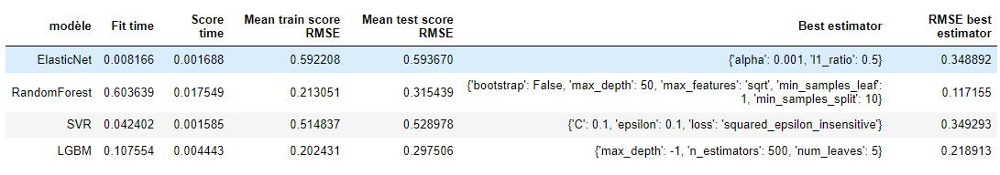 modèle Fit time Score time Mean train score RMSE Mean test score RMSE Best estimator RMSE best estimator
ElasticNet 0.008166 0.001688 0.592208 0.593670 {'alpha': 0.001, 'l1_ratio': 0.5} 0.348892
RandomForest 0.603639 0.017549 0.213051 0.315439 {'bootstrap': False, 'max_depth': 50, 'max_features': 'sqrt', 'min_samples_leaf': 1, 'min_samples_split': 10} 0.117155
SVR 0.042402 0.001585 0.514837 0.528978 {'C': 0.1, 'epsilon': 0.1, 'loss': 'squared_epsilon_insensitive'} 0.349293
LGBM 0.107554 0.004443 0.202431 0.297506 {'max_depth': -1, 'n_estimators': 500, 'num_leaves': 5} 0.218913